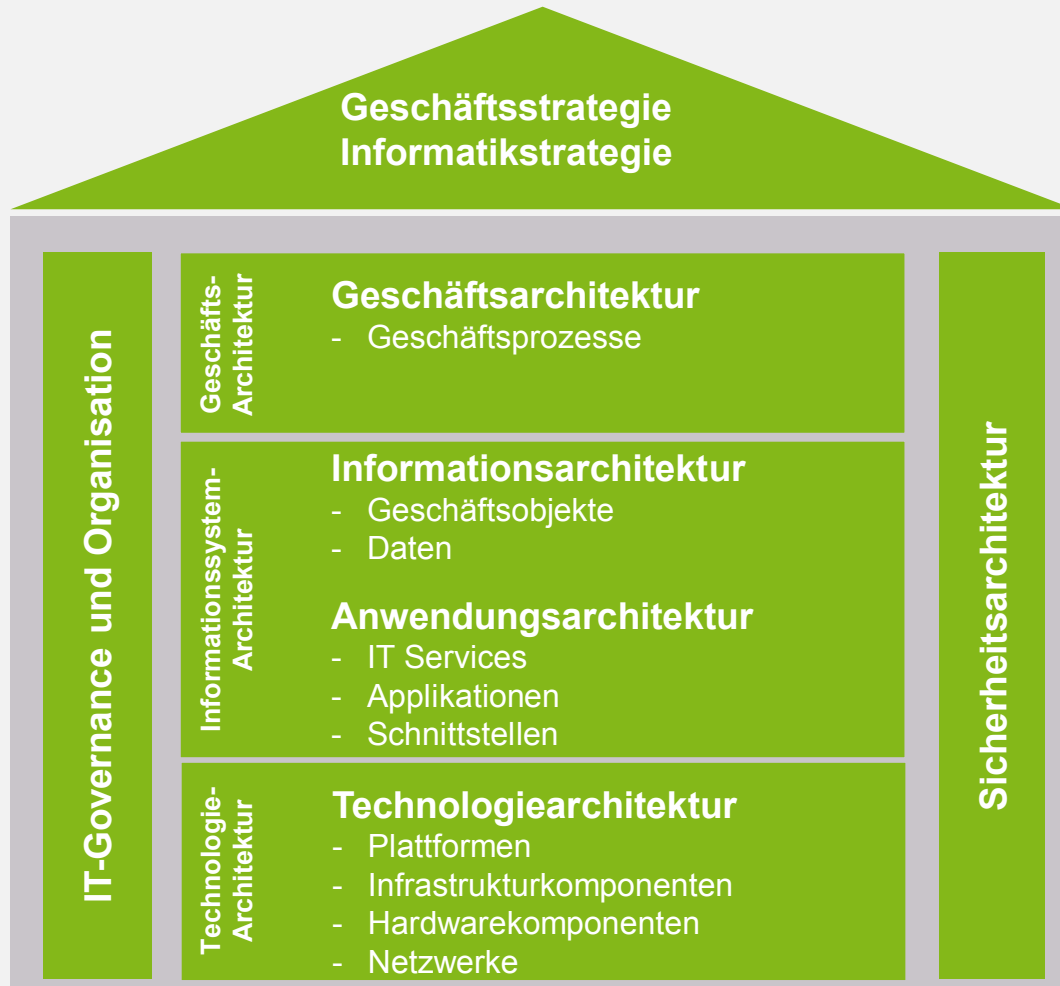 Geschäftsstrategie
Informatikstrategie
IT-Governance und Organisation
Geschäfts-
Architektur
Geschäftsarchitektur
- Geschäftsprozesse
Informationssystem-
Architektur
Informationsarchitektur
- Geschäftsobjekte
- Daten
Anwendungsarchitektur
- IT Services
- Applikationen
- Schnittstellen
Technologie-
Architektur
Technologiearchitektur
- Plattformen
- Infrastrukturkomponenten
- Hardwarekomponenten
- Netzwerke
Sicherheitsarchitektur